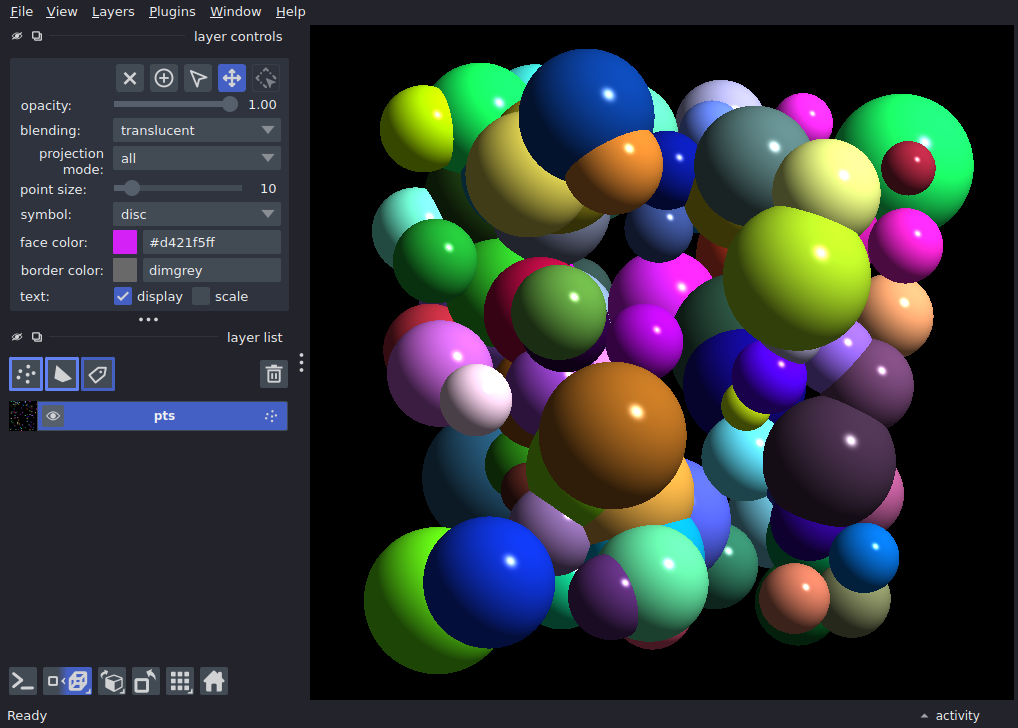 File View Layers Plugins Window Help
layer controls
opacity: 1.00
blending: translucent
projection mode: all
point size: 10
symbol: disc
face color: #d421f5ff
border color: dimgrey
text: display scale
layer list
pts
Ready activity